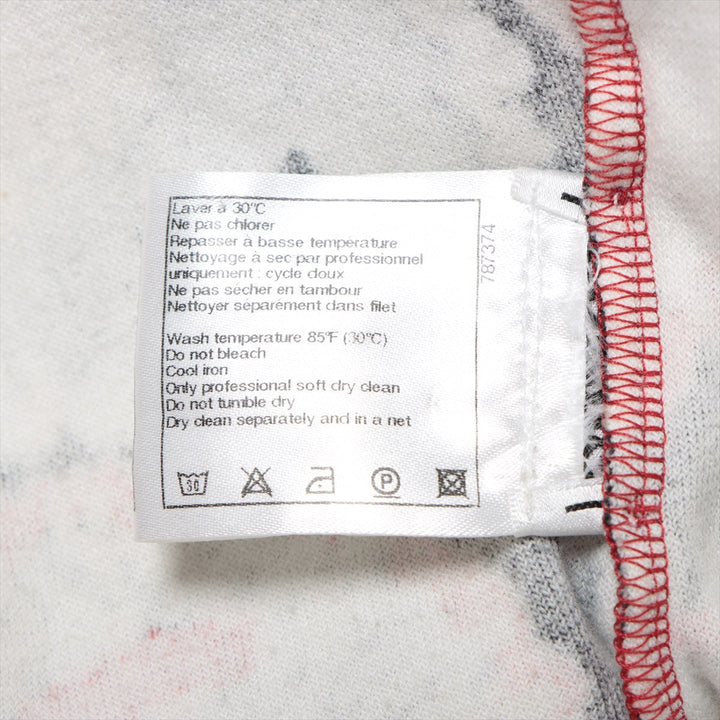 Laver à 30°C
Ne pas chlorer
Repasser à basse température
Nettoyage à sec par professionnel
uniquement : cycle doux
Ne pas sécher en tambour
Nettoyer séparément dans filet
Wash temperature 85°F (30°C)
Do not bleach
Cool iron
Only professional soft dry clean
Do not tumble dry
Dry clean separately and in a net
30
P
787374